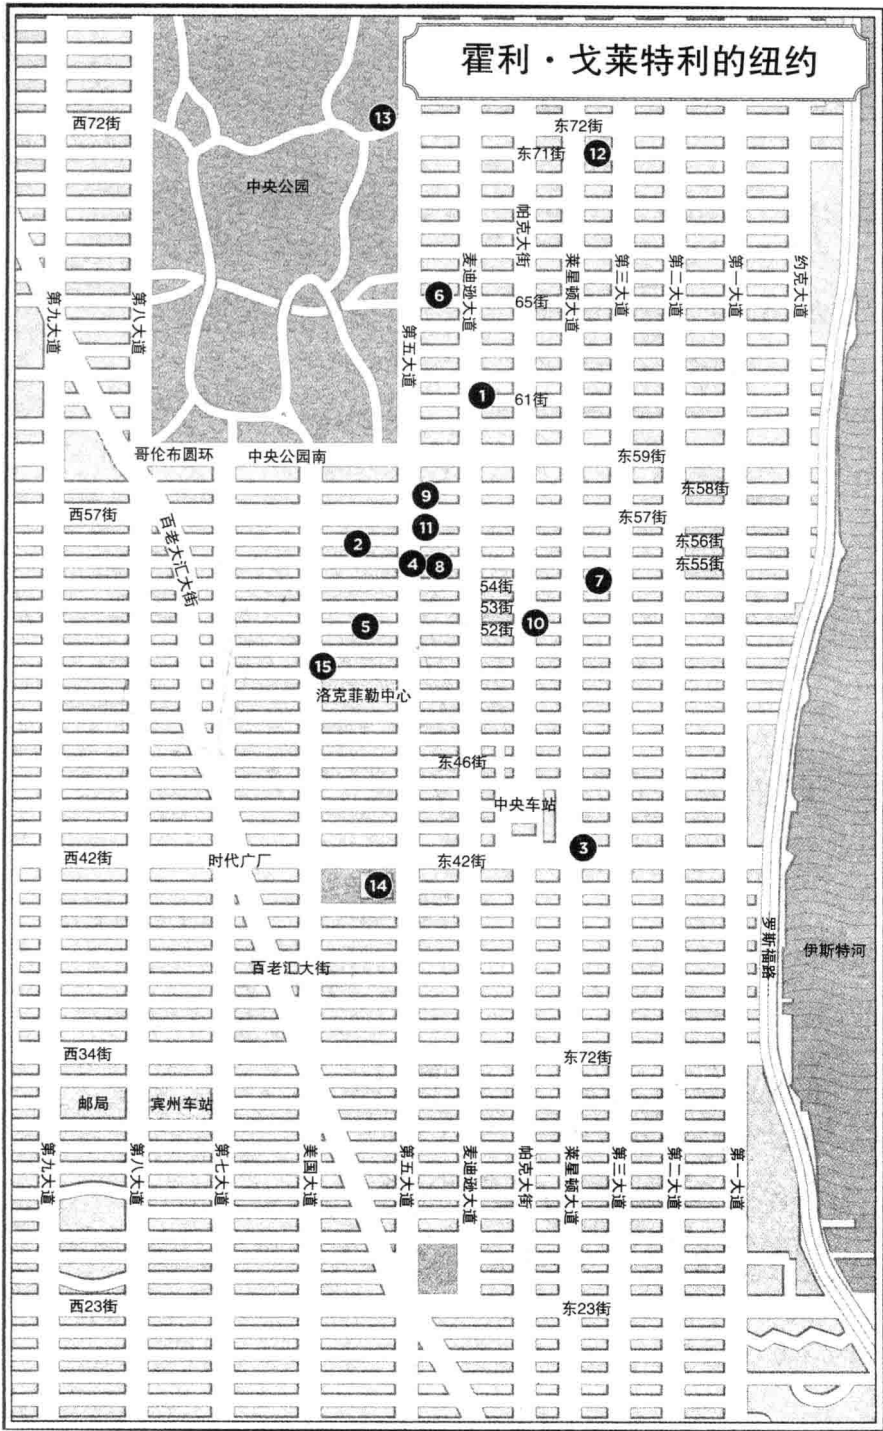 霍利·戈莱特利的纽约
西72街
13
东72街
东71街
12
中央公园
帕克大街
麦迪逊大道
莱星顿大道
第三大道
第二大道
第一大道
约克大道
第九大道
第八大道
6
65街
第五大道
1
61街
哥伦布圆环
中央公园南
东59街
9
东58街
西57街
11
东57街
百老大汇大街
2
东56街
4
8
东55街
7
54街
53街
5
10
52街
15
洛克菲勒中心
东46街
中央车站
3
西42街
时代广厂
东42街
14
罗斯福路
伊斯特河
百老汇大街
西34街
东72街
邮局
宾州车站
第九大道
第八大道
第七大道
美国大道
第五大道
麦迪逊大道
帕克大街
莱星顿大道
第三大道
第二大道
第一大道
西23街
东23街